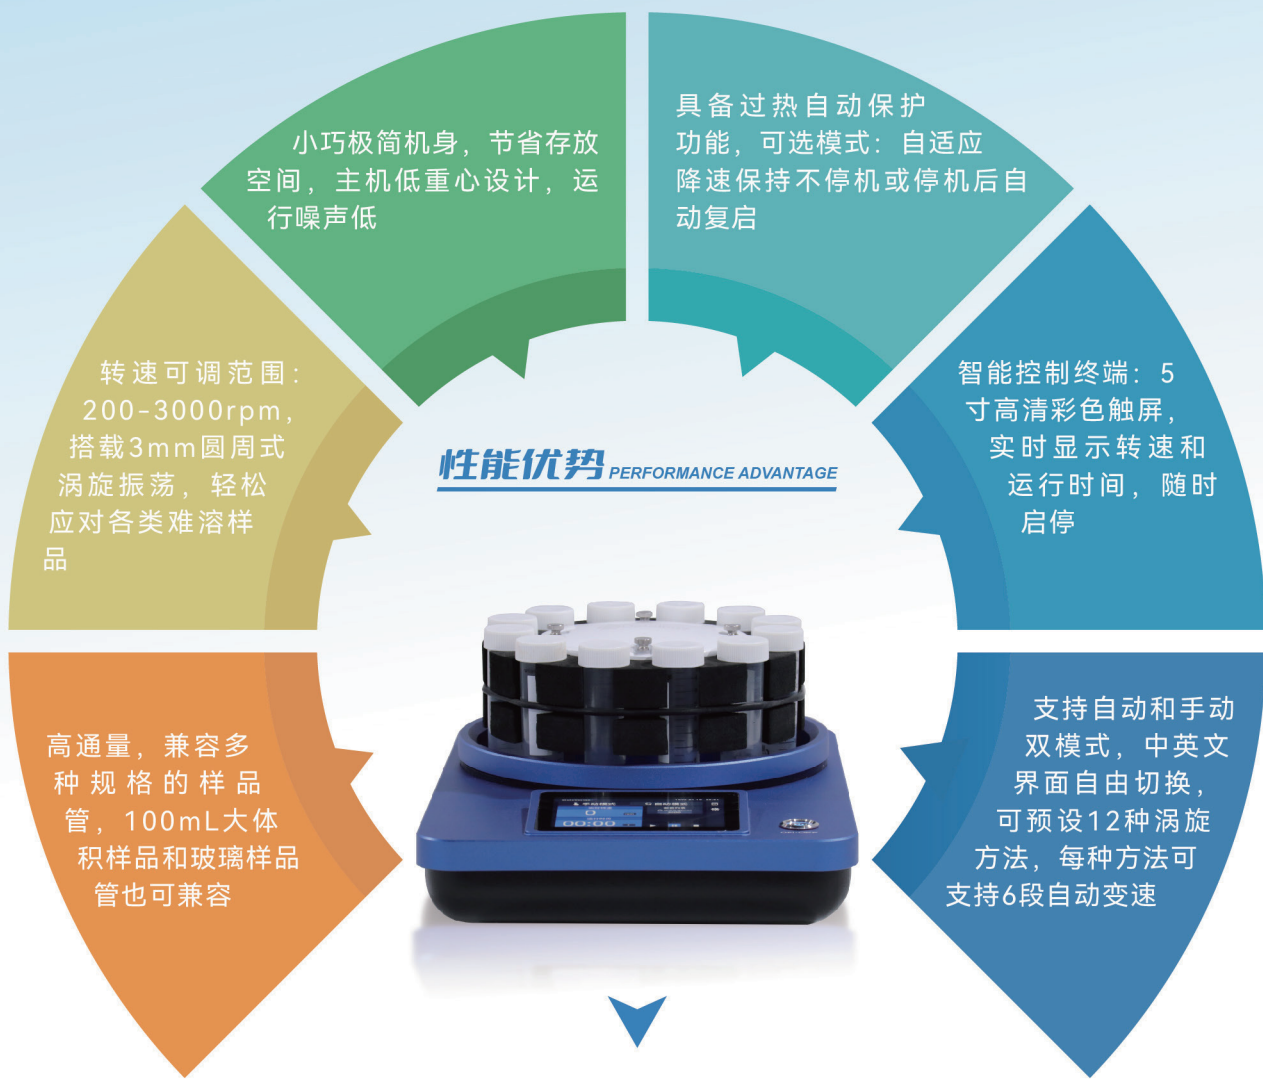 小巧极简机身，节省存放
空间，主机低重心设计，运
行噪声低
具备过热自动保护
功能，可选模式：自适应
降速保持不停机或停机后自
动复启
转速可调范围：
200-3000rpm，
搭载3mm圆周式
涡旋振荡，轻松
应对各类难溶样
品
智能控制终端：5
寸高清彩色触屏，
实时显示转速和
运行时间，随时
启停
性能优势 PERFORMANCE ADVANTAGE
高通量，兼容多
种规格的样品
管，100mL大体
积样品和玻璃样品
管也可兼容
支持自动和手动
双模式，中英文
界面自由切换，
可预设12种涡旋
方法，每种方法可
支持6段自动变速
0
00:00